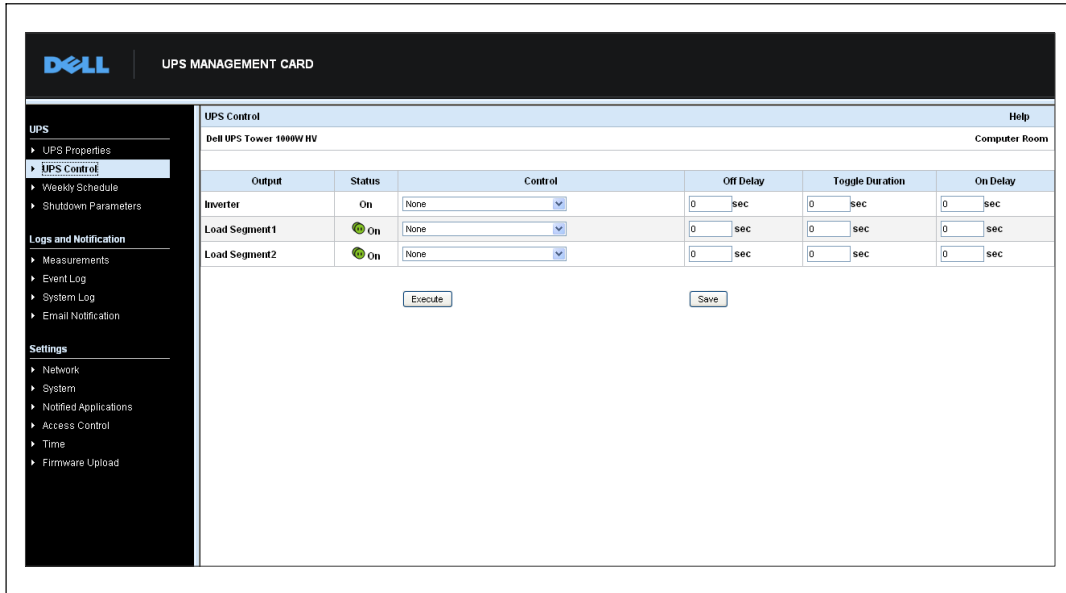 DELL
UPS MANAGEMENT CARD
UPS
UPS Properties
UPS Control
Weekly Schedule
Shutdown Parameters
Logs and Notification
Measurements
Event Log
System Log
Email Notification
Settings
Network
System
Notified Applications
Access Control
Time
Firmware Upload
UPS Control Help
Dell UPS Tower 1000W HV Computer Room
Output Status Control Off Delay Toggle Duration On Delay
Inverter On None 0 sec 0 sec 0 sec
Load Segment1 On None 0 sec 0 sec 0 sec
Load Segment2 On None 0 sec 0 sec 0 sec
Execute Save